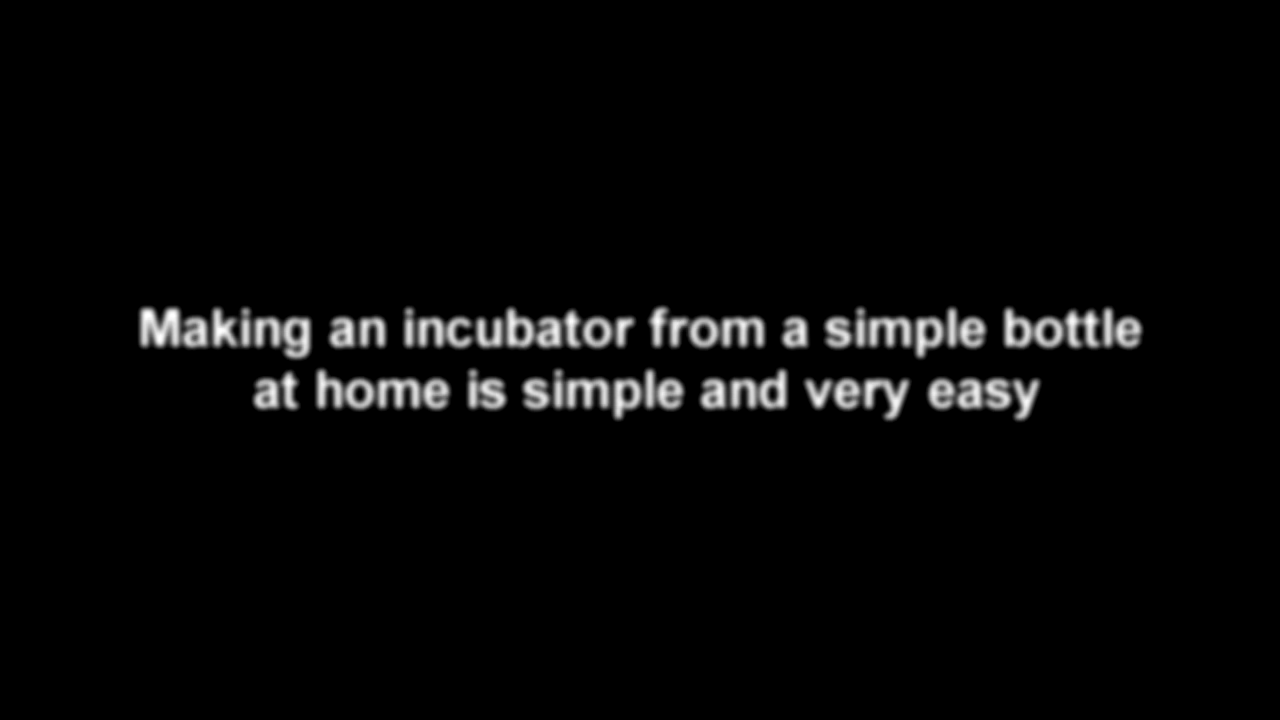 Making an incubator from a simple bottle
at home is simple and very easy